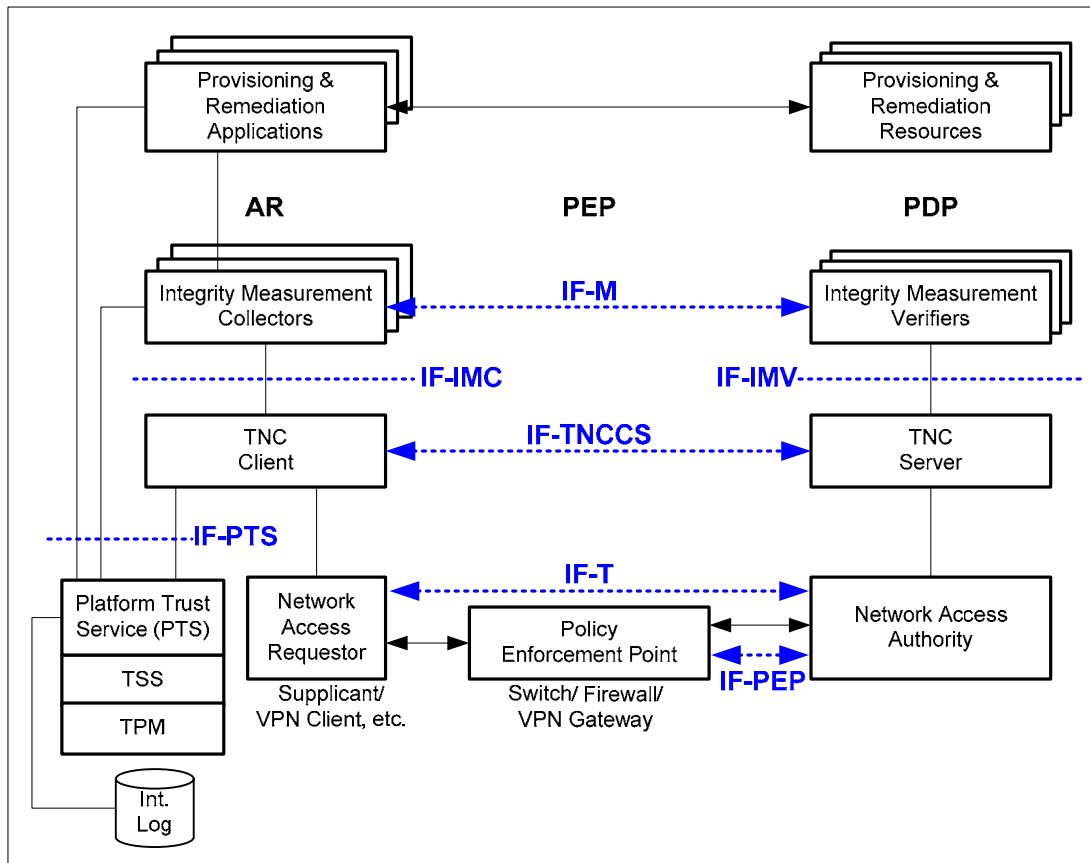 Provisioning &
Remediation
Applications
Provisioning &
Remediation
Resources
AR
PEP
PDP
Integrity Measurement
Collectors
IF-M
Integrity Measurement
Verifiers
IF-IMC
IF-IMV
TNC
Client
IF-TNCCS
TNC
Server
IF-PTS
IF-T
Platform Trust
Service (PTS)
TSS
TPM
Network
Access
Requestor
Policy
Enforcement Point
Network Access
Authority
IF-PEP
Supplicant/
VPN Client, etc.
Switch/ Firewall/
VPN Gateway
Int.
Log